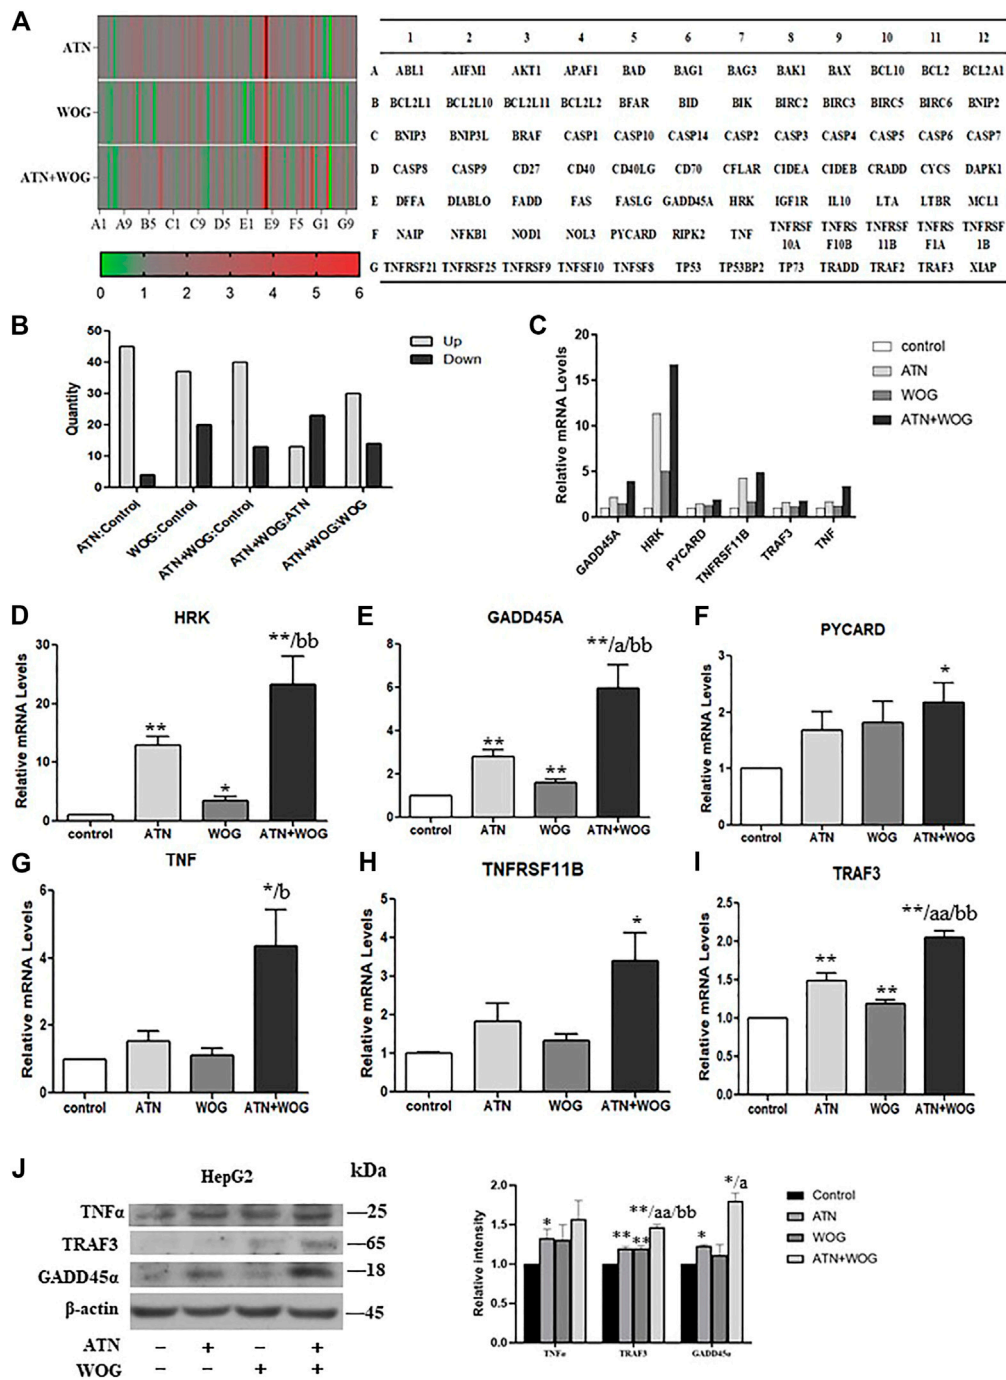 A
ATN
WOG
ATN+WOG
A1 A9 B5 C1 C9 D5 E1 E9 F5 G1 G9
0 1 2 3 4 5 6
1 2 3 4 5 6 7 8 9 10 11 12
A ABL1 AIFM1 AKT1 APAF1 BAD BAG1 BAG3 BAK1 BAX BCL10 BCL2 BCL2A1
B BCL2L1 BCL2L10 BCL2L11 BCL2L2 BFAR BID BIK BIRC2 BIRC3 BIRC5 BIRC6 BNIP2
C BNIP3 BNIP3L BRAF CASP1 CASP10 CASP14 CASP2 CASP3 CASP4 CASP5 CASP6 CASP7
D CASP8 CASP9 CD27 CD40 CD40LG CD70 CFLAR CIDEA CIDEB CRADD CYCS DAPK1
E DFFA DIABLO FADD FAS FASLG GADD45A HRK IGF1R IL10 LTA LTBR MCL1
F NAIP NFKB1 NOD1 NOL3 PYCARD RIPK2 TNF TNFRSF10A TNFRSF10B TNFRSF11B TNFRSF1A TNFRSF1B
G TNFRSF21 TNFRSF25 TNFRSF9 TNFSF10 TNFSF8 TP53 TP53BP2 TP73 TRADD TRAF2 TRAF3 XIAP
B
Quantity
50
40
30
20
10
0
Up
Down
ATN:Control
WOG:Control
ATN+WOG:Control
ATN+WOG:ATN
ATN+WOG:WOG
C
Relative mRNA Levels
20
15
10
5
0
control
ATN
WOG
ATN+WOG
GADD45A
HRK
PYCARD
TNFRSF11B
TRAF3
TNF
D
HRK
Relative mRNA Levels
30
20
10
0
**
*
**/bb
control ATN WOG ATN+WOG
E
GADD45A
Relative mRNA Levels
8
6
4
2
0
**
**
**/a/bb
control ATN WOG ATN+WOG
F
PYCARD
Relative mRNA Levels
3
2
1
0
*
control ATN WOG ATN+WOG
G
TNF
Relative mRNA Levels
6
4
2
0
*/b
control ATN WOG ATN+WOG
H
TNFRSF11B
Relative mRNA Levels
5
4
3
2
1
0
*
control ATN WOG ATN+WOG
I
TRAF3
Relative mRNA Levels
2.5
2.0
1.5
1.0
0.5
0.0
**
**
**/aa/bb
control ATN WOG ATN+WOG
J
HepG2 kDa
TNFα —25
TRAF3 —65
GADD45α —18
β-actin —45
ATN – + – +
WOG – – + +
Relative intensity
2.0
1.5
1.0
0.5
0.0
*
** ** **/aa/bb
* */a
TNFα TRAF3 GADD45α
Control
ATN
WOG
ATN+WOG